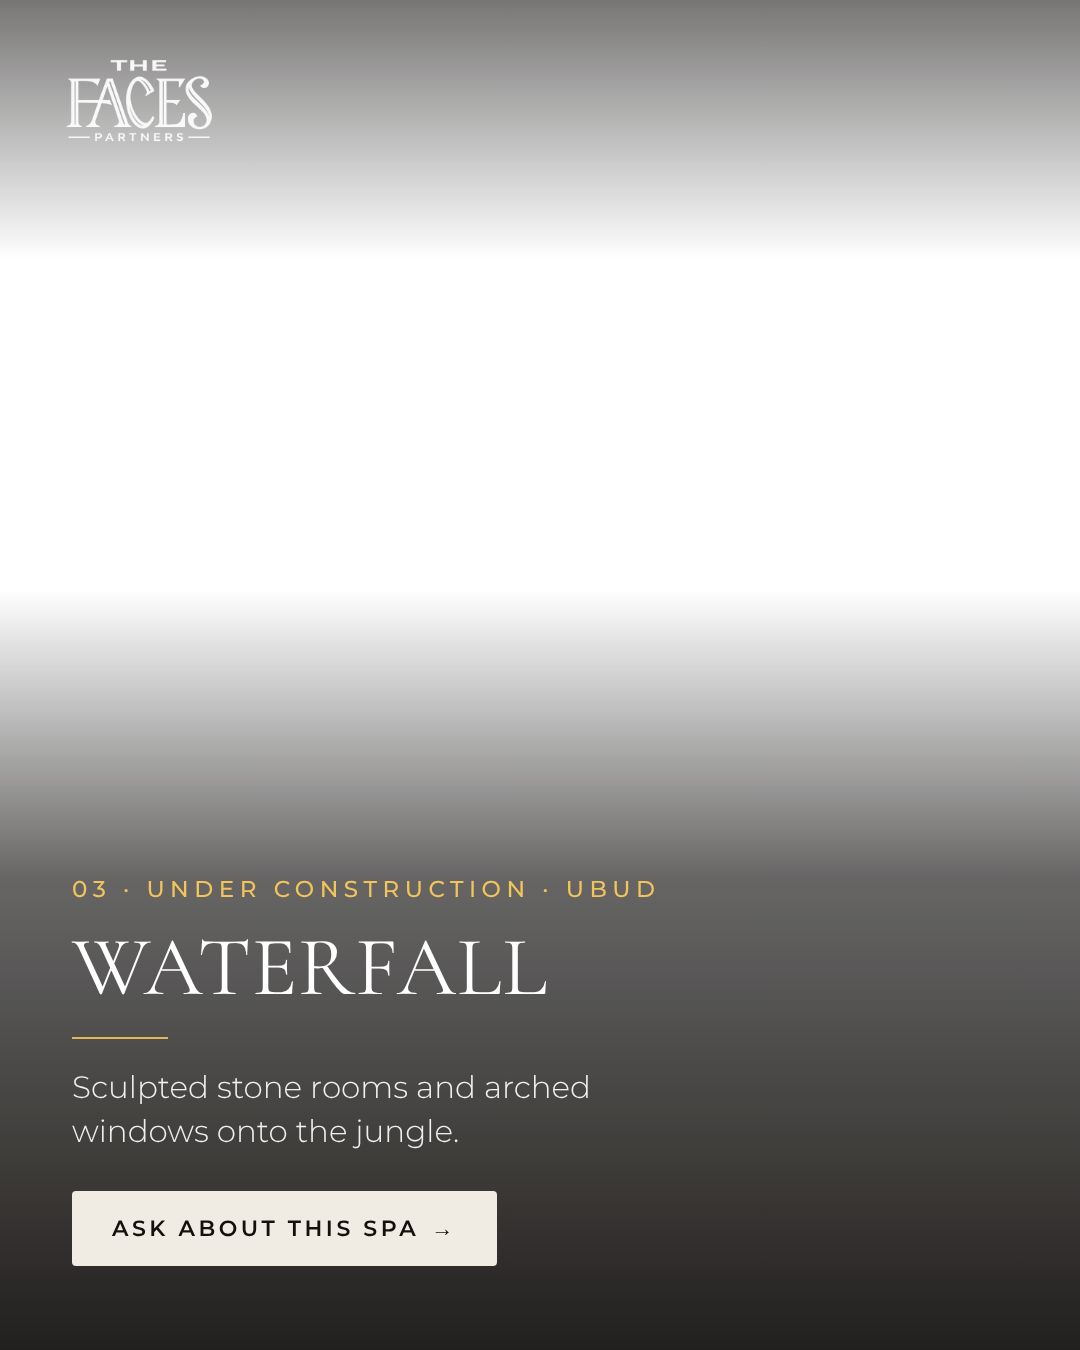 THE
FACES
PARTNERS
03 · UNDER CONSTRUCTION · UBUD
WATERFALL
Sculpted stone rooms and arched
windows onto the jungle.
ASK ABOUT THIS SPA →